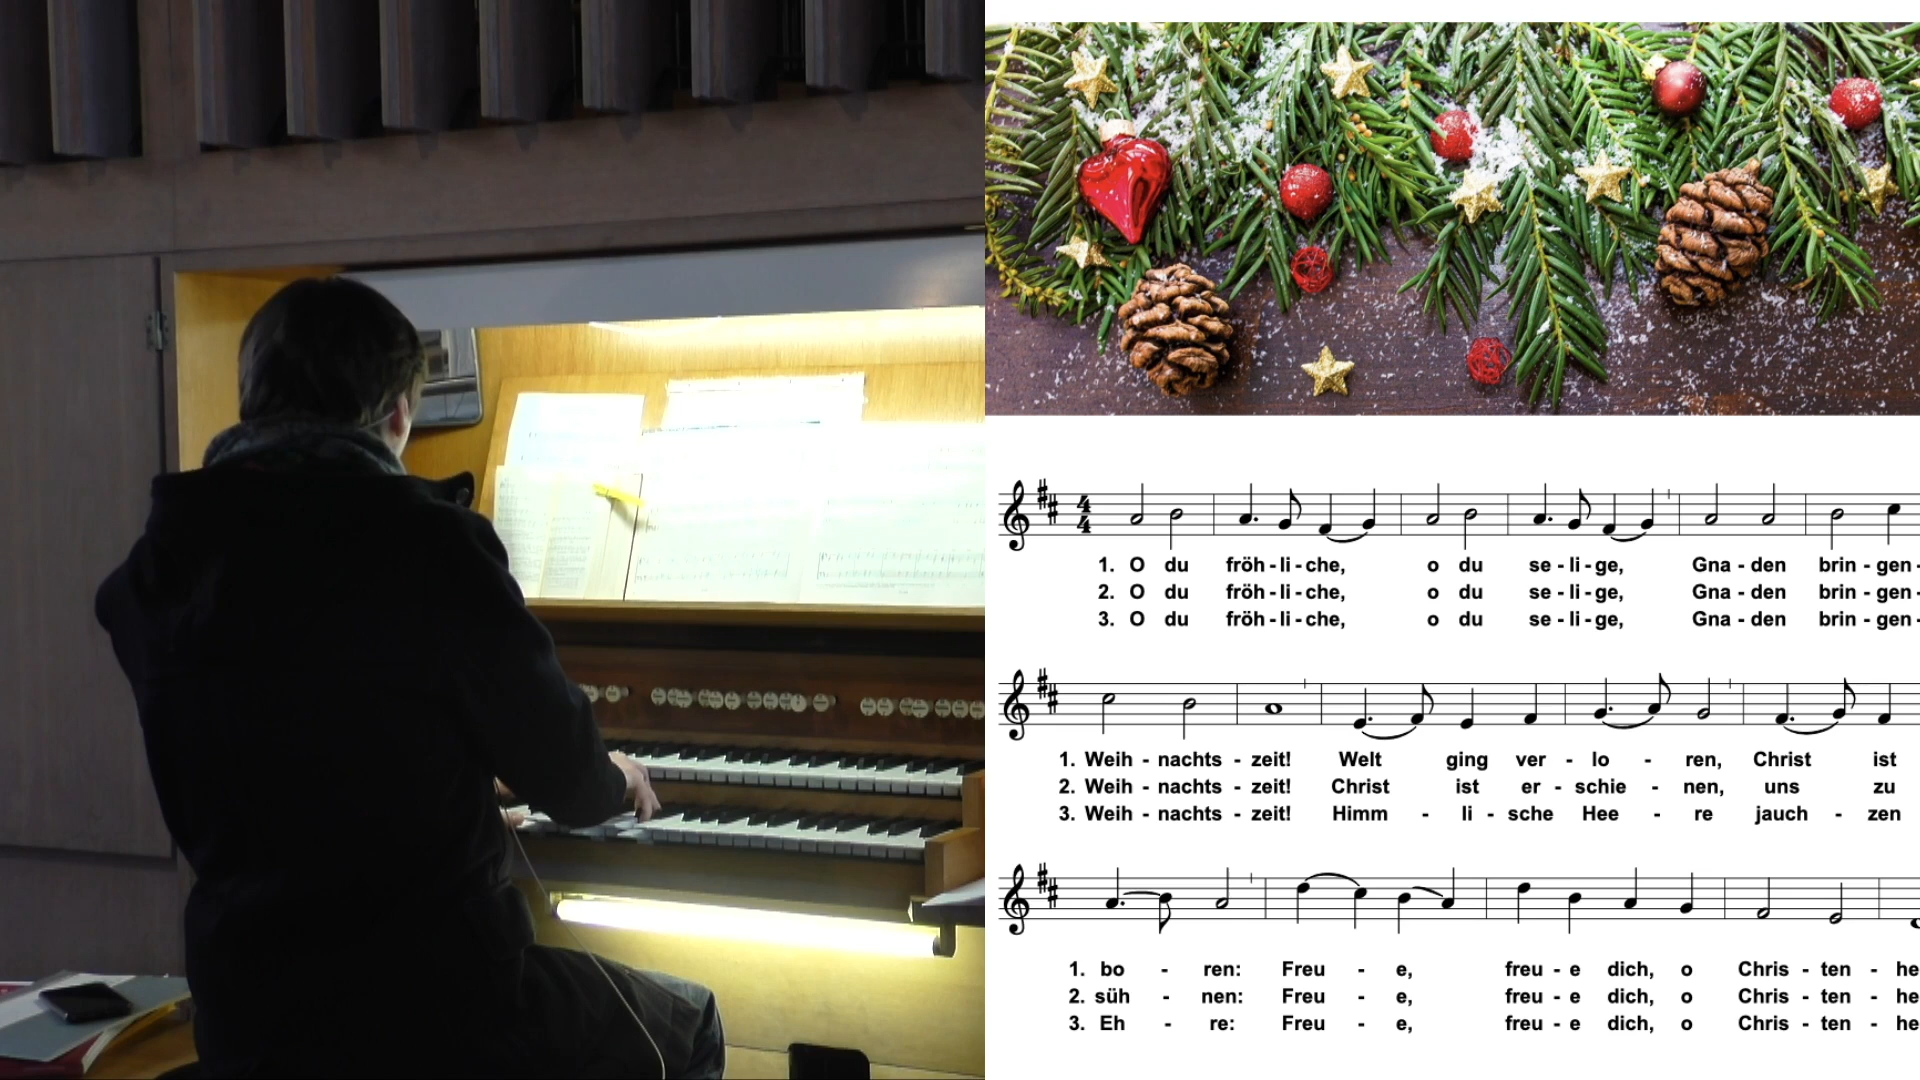 1. O du fröh - li - che, o du se - li - ge, Gna - den brin - gen -
2. O du fröh - li - che, o du se - li - ge, Gna - den brin - gen -
3. O du fröh - li - che, o du se - li - ge, Gna - den brin - gen -
1. Weih - nachts - zeit! Welt ging ver - lo - ren, Christ ist
2. Weih - nachts - zeit! Christ ist er - schie - nen, uns zu
3. Weih - nachts - zeit! Himm - li - sche Hee - re jauch - zen
1. bo - ren: Freu - e, freu - e dich, o Chris - ten - he
2. süh - nen: Freu - e, freu - e dich, o Chris - ten - he
3. Eh - re: Freu - e, freu - e dich, o Chris - ten - he